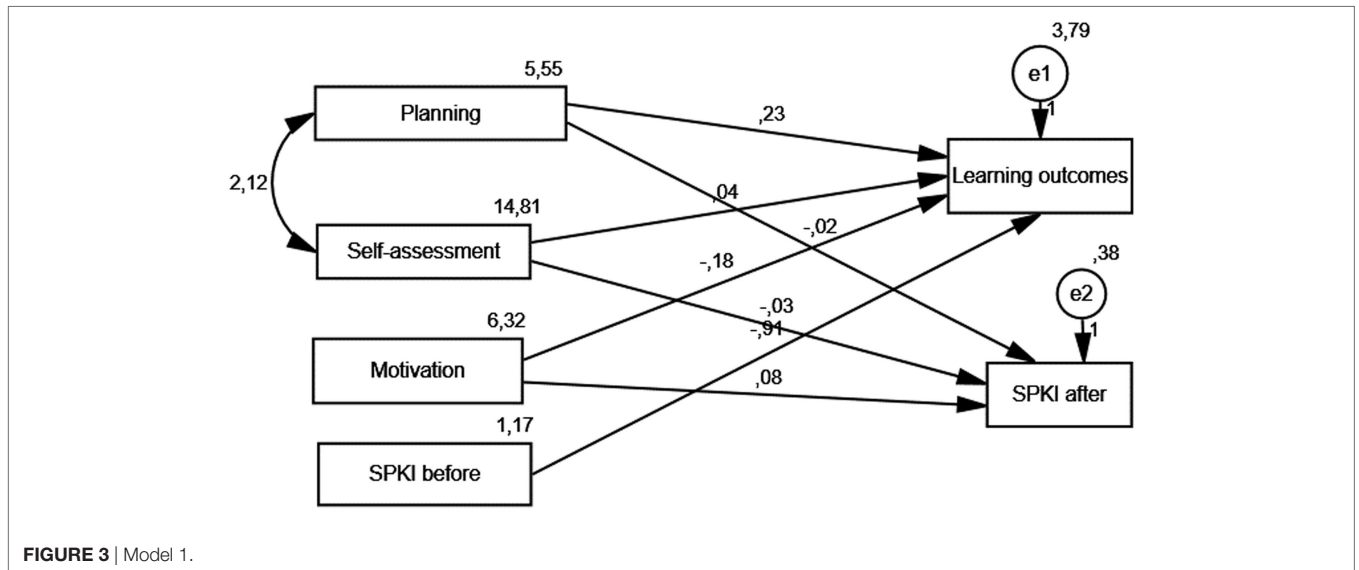 3,79
e1
1
5,55
Planning
,23
Learning outcomes
2,12
,04
14,81
-,02
Self-assessment
-,18
,38
e2
-,03
6,32
-,91
1
Motivation
,08
SPKI after
1,17
SPKI before
FIGURE 3 | Model 1.